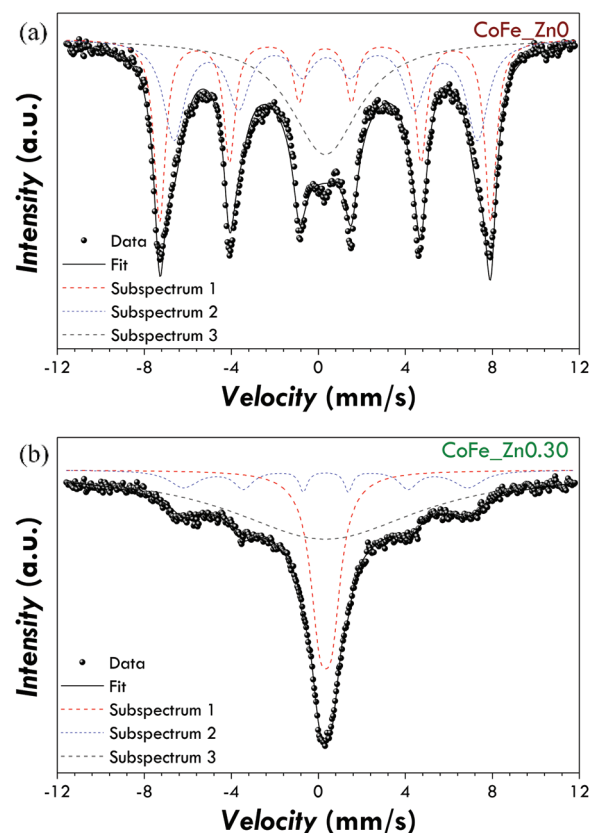 (a)
CoFe_Zn0
Intensity (a.u.)
Data
Fit
Subspectrum 1
Subspectrum 2
Subspectrum 3
-12 -8 -4 0 4 8 12
Velocity (mm/s)
(b)
CoFe_Zn0.30
Intensity (a.u.)
Data
Fit
Subspectrum 1
Subspectrum 2
Subspectrum 3
-12 -8 -4 0 4 8 12
Velocity (mm/s)